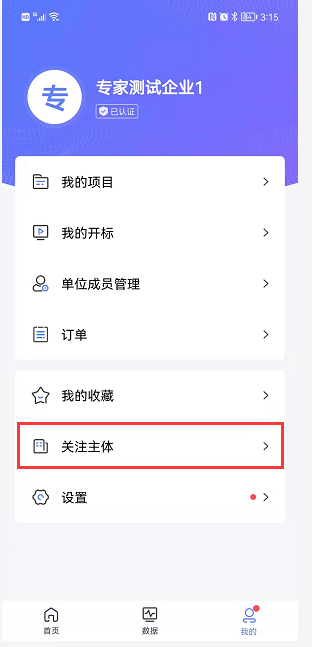 HD 3:15
专 专家测试企业1
已认证
我的项目
我的开标
单位成员管理
订单
我的收藏
关注主体
设置
首页 数据 我的